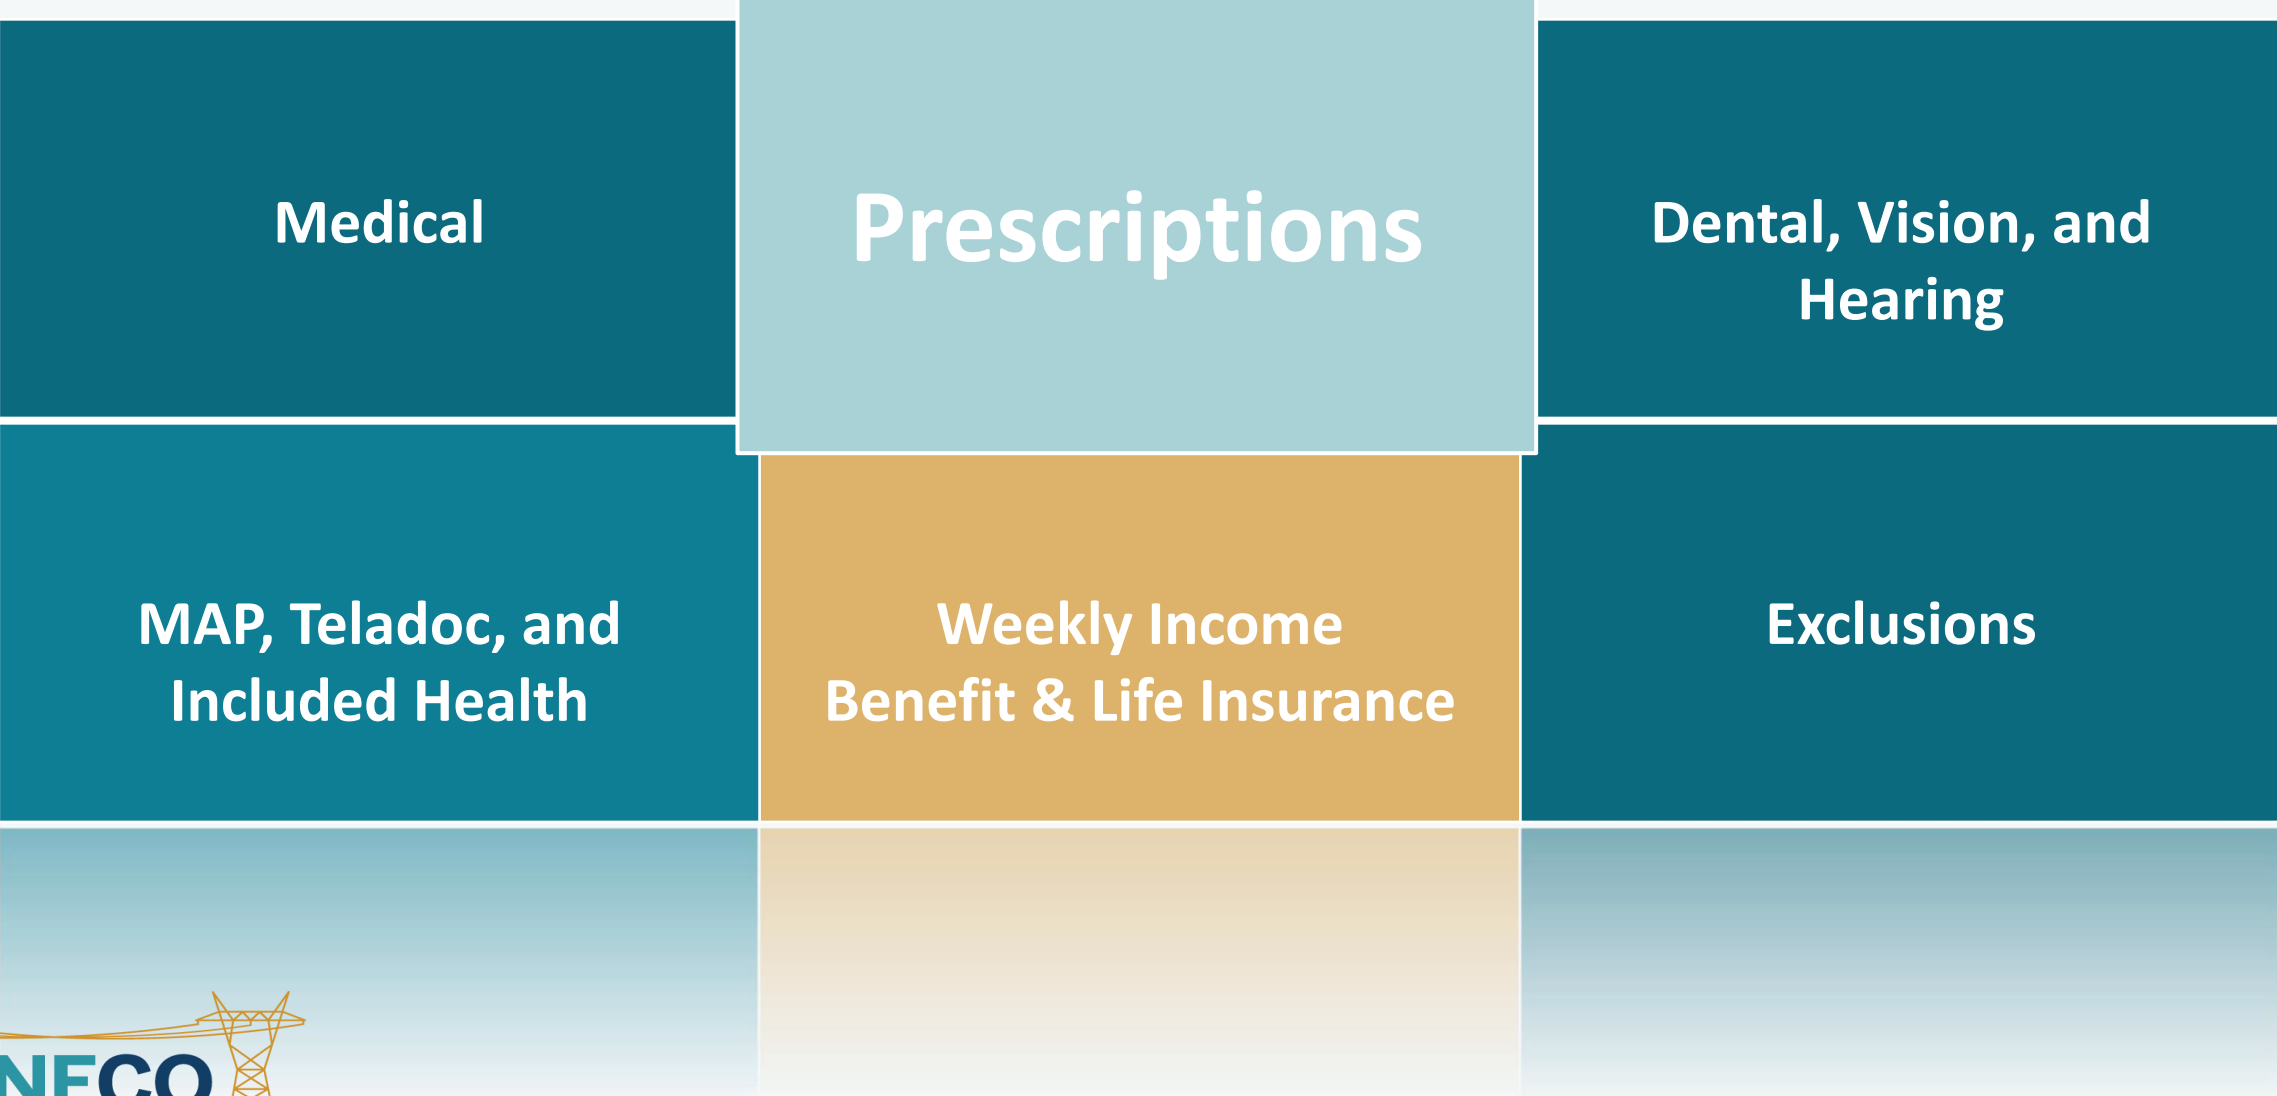 Medical
Prescriptions
Dental, Vision, and
Hearing
MAP, Teladoc, and
Included Health
Weekly Income
Benefit & Life Insurance
Exclusions